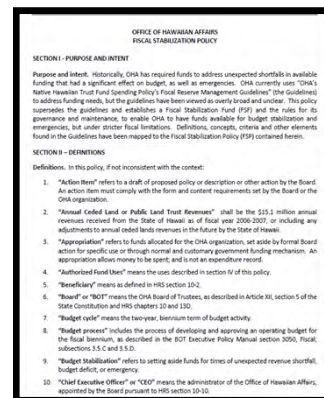 OFFICE OF HAWAIIAN AFFAIRS
FISCAL STABILIZATION POLICY
SECTION I - PURPOSE AND INTENT
Purpose and intent. Historically, OHA has required funds to address unexpected shortfalls in available
funding that had a significant effect on budget, as well as emergencies. OHA currently uses "OHA's
Native Hawaiian Trust Fund Spending Policy's Fiscal Reserve Management Guidelines" (the Guidelines)
to address funding needs, but the guidelines have been viewed as overly broad and unclear. This policy
supersedes the guidelines and establishes a Fiscal Stabilization Fund (FSF) and the rules for its
governance and maintenance, to enable OHA to have funds available for budget stabilization and
emergencies, but under stricter fiscal limitations. Definitions, concepts, criteria and other elements
found in the Guidelines have been mapped to the Fiscal Stabilization Policy (FSP) contained herein.
SECTION II – DEFINITIONS
Definitions. In this policy, if not inconsistent with the context:
1. "Action Item" refers to a draft of proposed policy or description or other action by the Board.
An action item must comply with the form and content requirements set by the Board or the
OHA organization.
2. "Annual Ceded Land or Public Land Trust Revenues" shall be the $15.1 million annual
revenues received from the State of Hawaii as of fiscal year 2006-2007, or including any
adjustments to annual ceded lands revenues in the future by the State of Hawaii.
3. "Appropriation" refers to funds allocated for the OHA organization, set aside by formal Board
action for specific use or through normal and customary government funding mechanism. An
appropriation allows money to be spent; and is not an expenditure record.
4. "Authorized Fund Uses" means the uses described in section IV of this policy.
5. "Beneficiary" means as defined in HRS section 10-2.
6. "Board" or "BOT" means the OHA Board of Trustees, as described in Article XII, section 5 of the
State Constitution and HRS chapters 10 and 13D.
7. "Budget cycle" means the two-year, biennium term of budget activity.
8. "Budget process" includes the process of developing and approving an operating budget for
the fiscal biennium, as described in the BOT Executive Policy Manual section 3050, Fiscal;
subsections 3.5.C and 3.5.D.
9. "Budget Stabilization" refers to setting aside funds for times of unexpected revenue shortfall,
budget deficit, or emergency.
10. "Chief Executive Officer" or "CEO" means the administrator of the Office of Hawaiian Affairs,
appointed by the Board pursuant to HRS section 10-10.